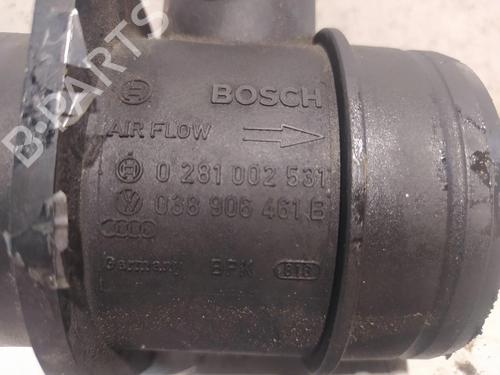 BOSCH
AIR FLOW
0 281 002 531
038 906 461 B
Germany BPK
B-PARTS